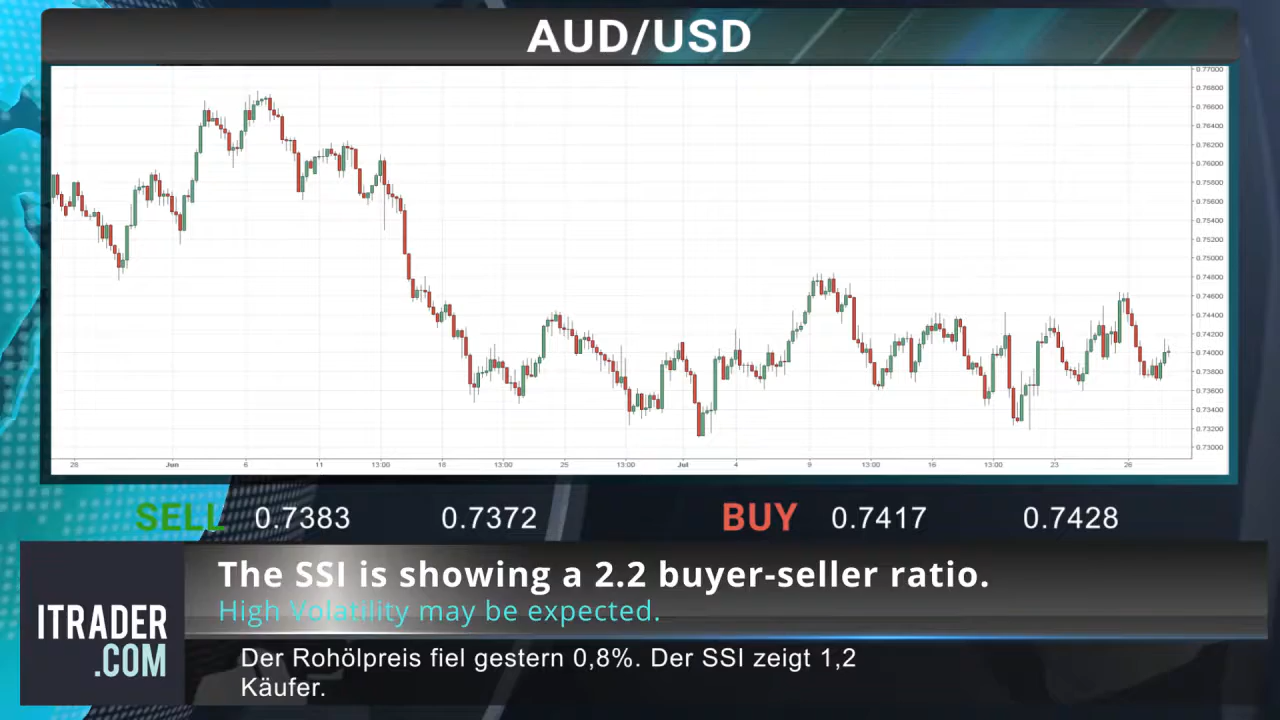 AUD/USD
0.77000
0.76800
0.76600
0.76400
0.76200
0.76000
0.75800
0.75600
0.75400
0.75200
0.75000
0.74800
0.74600
0.74400
0.74200
0.74000
0.73800
0.73600
0.73400
0.73200
0.73000
28 Jun 6 11 13:00 18 13:00 25 13:00 Jul 4 9 13:00 16 13:00 23 26
SELL 0.7383 0.7372 BUY 0.7417 0.7428
The SSI is showing a 2.2 buyer-seller ratio.
High Volatility may be expected.
ITRADER
.COM
Der Rohölpreis fiel gestern 0,8%. Der SSI zeigt 1,2
Käufer.